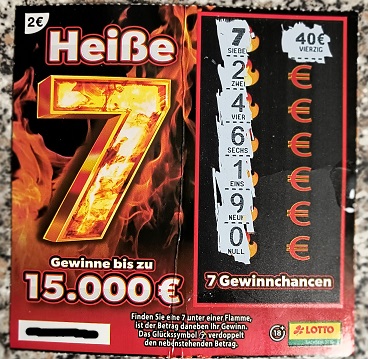 2€
Heiße
7
Gewinne bis zu
15.000€
Finden Sie eine 7 unter einer Flamme,
ist der Betrag daneben Ihr Gewinn.
Das Glückssymbol verdoppelt
den nebenstehenden Betrag.
7
SIEBEN
40€
VIERZIG
2
ZWEI
€
4
VIER
€
6
SECHS
€
1
EINS
€
9
NEUN
€
0
NULL
€
7 Gewinnchancen
18+
LOTTO